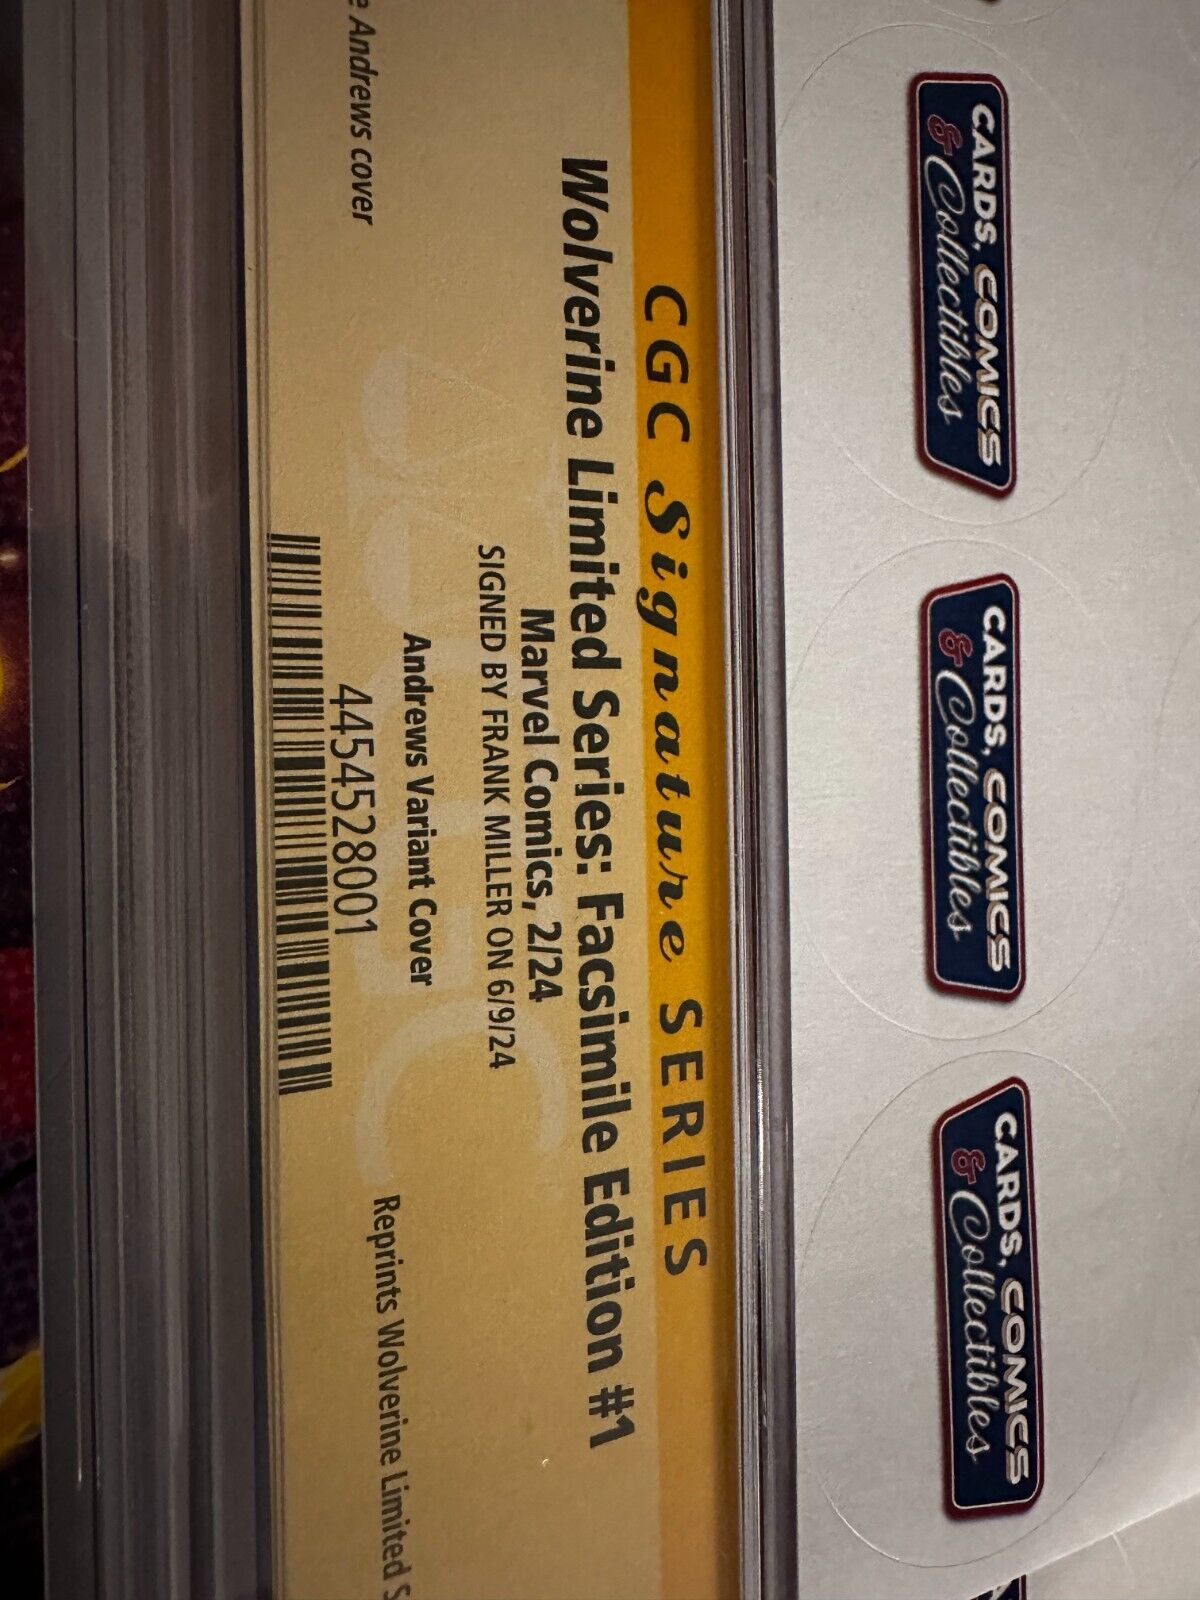 CGC Signature SERIES
Wolverine Limited Series: Facsimile Edition #1
Marvel Comics, 2/24
SIGNED BY FRANK MILLER ON 6/9/24
Andrews cover
Andrews Variant Cover
Reprints Wolverine Limited
4454528001
CGC
CARDS, COMICS
& Collectibles
CARDS, COMICS
& Collectibles
CARDS, COMICS
& Collectibles